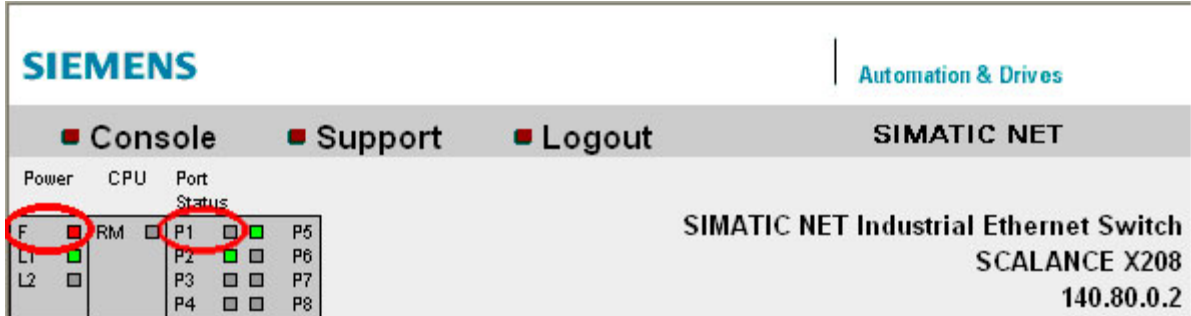 SIEMENS
Automation & Drives
Console Support Logout SIMATIC NET
Power CPU Port
Status
F RM P1 P5
L1 P2 P6
L2 P3 P7
P4 P8
SIMATIC NET Industrial Ethernet Switch
SCALANCE X208
140.80.0.2